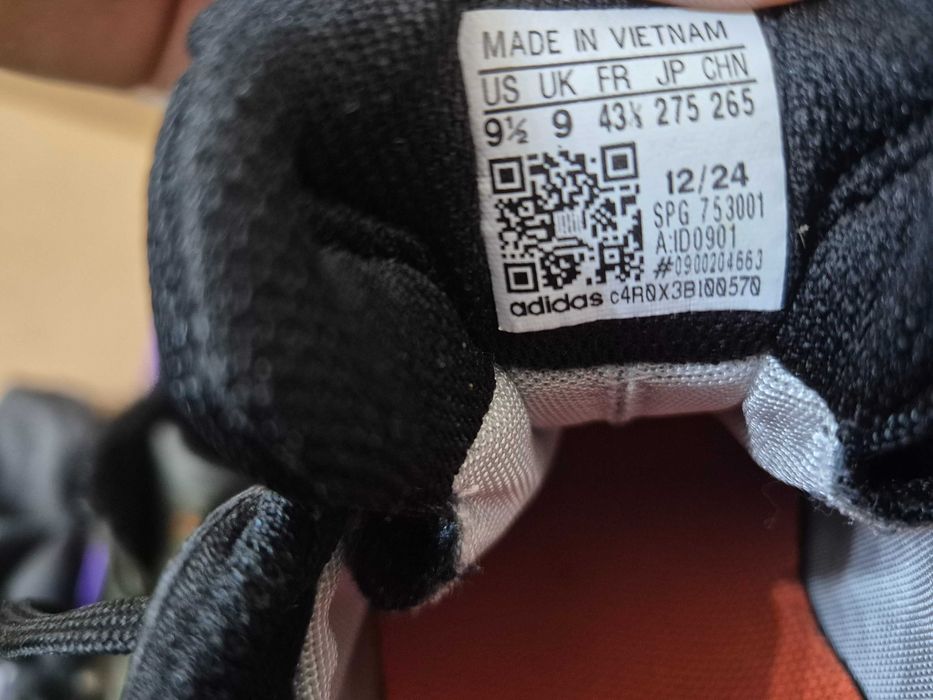 MADE IN VIETNAM
US UK FR JP CHN
9½ 9 43⅓ 275 265
12/24
SPG 753001
A:ID0901
#0900204663
adidas c4R0X3BI00570